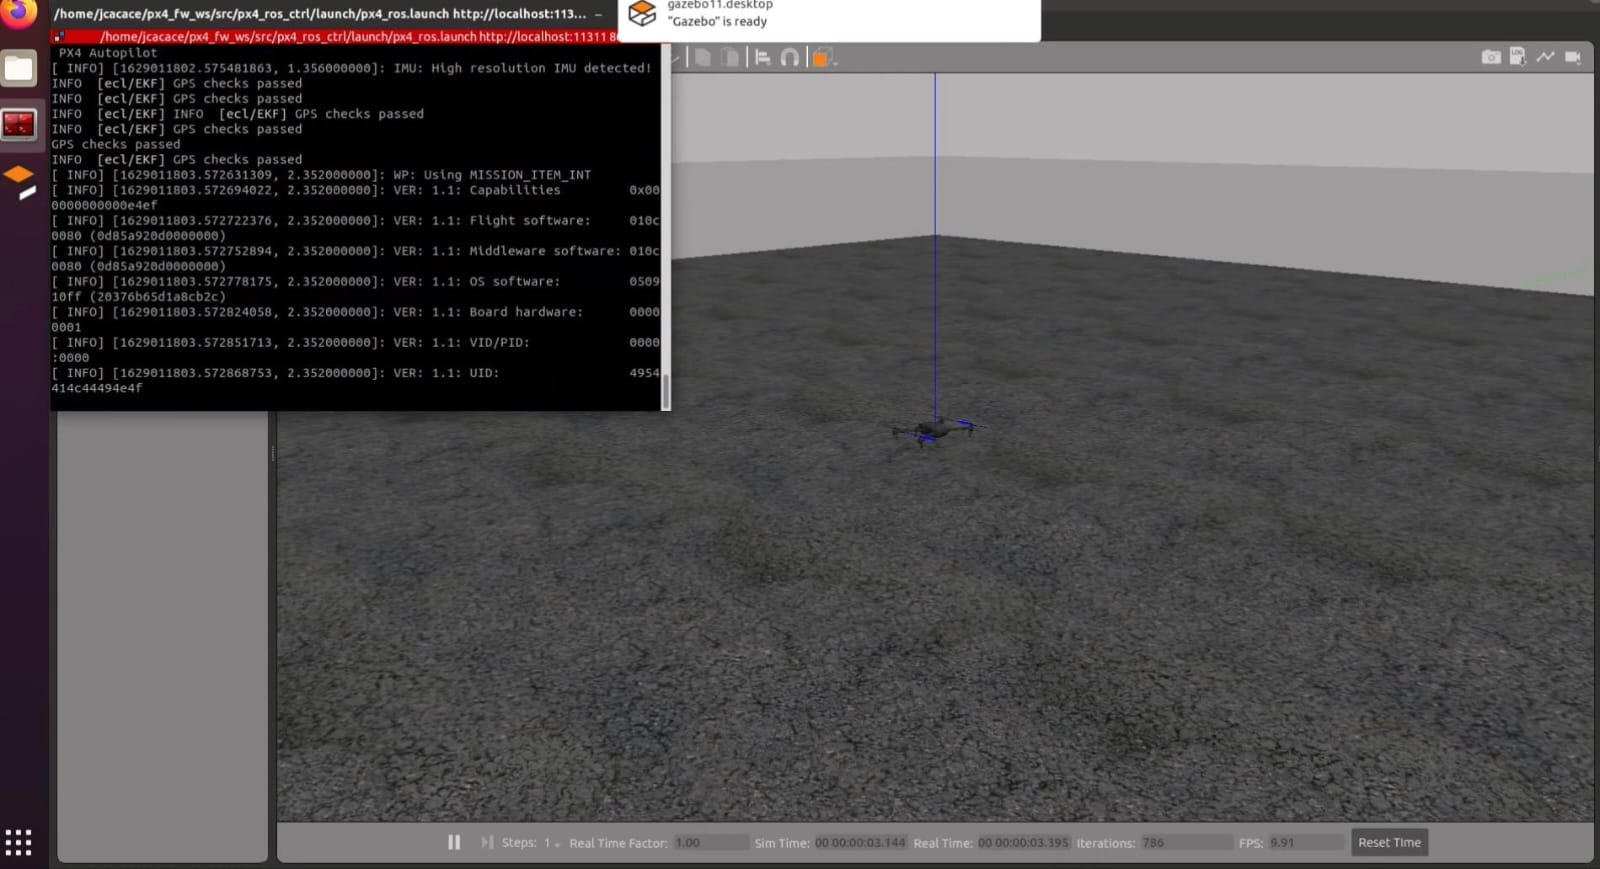 /home/jcacace/px4_fw_ws/src/px4_ros_ctrl/launch/px4_ros.launch http://localhost:113...
/home/jcacace/px4_fw_ws/src/px4_ros_ctrl/launch/px4_ros.launch http://localhost:11311
gazebo11.desktop
"Gazebo" is ready
PX4 Autopilot
[ INFO] [1629011802.575481863, 1.356000000]: IMU: High resolution IMU detected!
INFO  [ecl/EKF] GPS checks passed
INFO  [ecl/EKF] GPS checks passed
INFO  [ecl/EKF] INFO  [ecl/EKF] GPS checks passed
INFO  [ecl/EKF] GPS checks passed
GPS checks passed
INFO  [ecl/EKF] GPS checks passed
[ INFO] [1629011803.572631309, 2.352000000]: WP: Using MISSION_ITEM_INT
[ INFO] [1629011803.572694022, 2.352000000]: VER: 1.1: Capabilities         0x00
0000000000e4ef
[ INFO] [1629011803.572722376, 2.352000000]: VER: 1.1: Flight software:     010c
0080 (0d85a920d0000000)
[ INFO] [1629011803.572752894, 2.352000000]: VER: 1.1: Middleware software: 010c
0080 (0d85a920d0000000)
[ INFO] [1629011803.572778175, 2.352000000]: VER: 1.1: OS software:         0509
10ff (20376b65d1a8cb2c)
[ INFO] [1629011803.572824058, 2.352000000]: VER: 1.1: Board hardware:      0000
0001
[ INFO] [1629011803.572851713, 2.352000000]: VER: 1.1: VID/PID:             0000
:0000
[ INFO] [1629011803.572868753, 2.352000000]: VER: 1.1: UID:                 4954
414c44494e4f
Steps: 1 Real Time Factor: 1.00 Sim Time: 00 00:00:03.144 Real Time: 00 00:00:03.395 Iterations: 786 FPS: 9.91 Reset Time